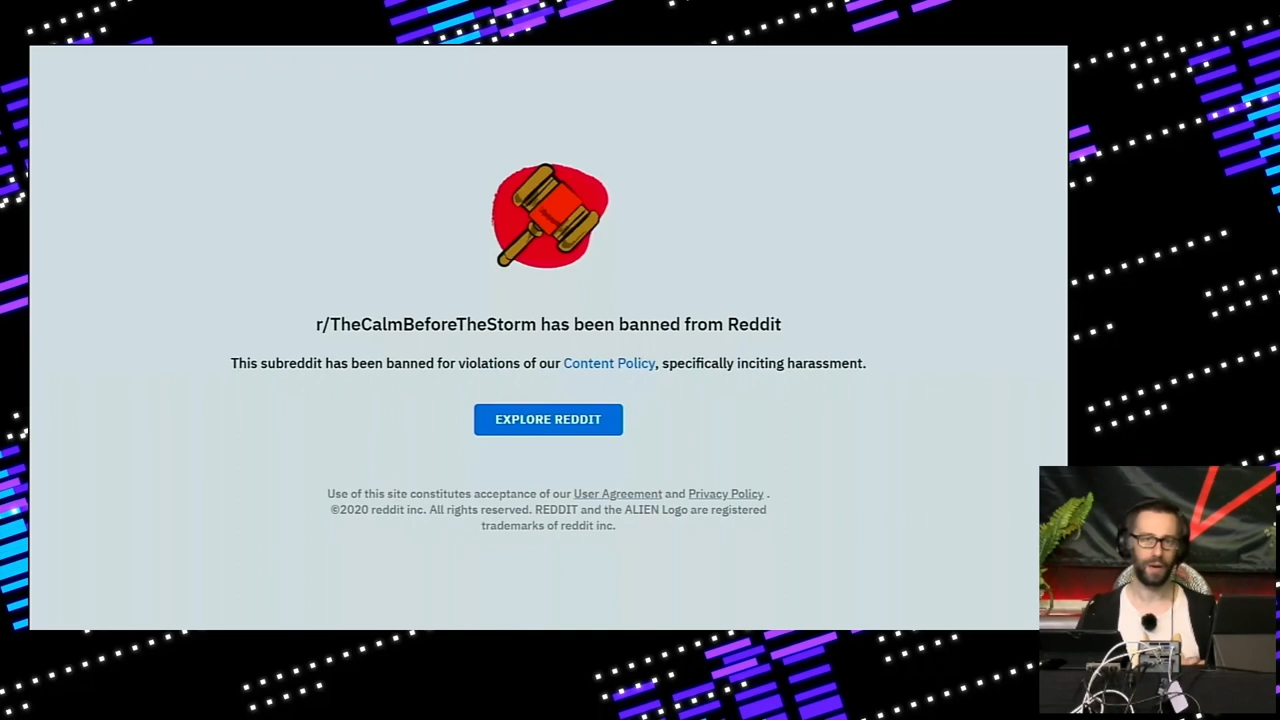 r/TheCalmBeforeTheStorm has been banned from Reddit
This subreddit has been banned for violations of our Content Policy, specifically inciting harassment.
EXPLORE REDDIT
Use of this site constitutes acceptance of our User Agreement and Privacy Policy .
©2020 reddit inc. All rights reserved. REDDIT and the ALIEN Logo are registered
trademarks of reddit inc.